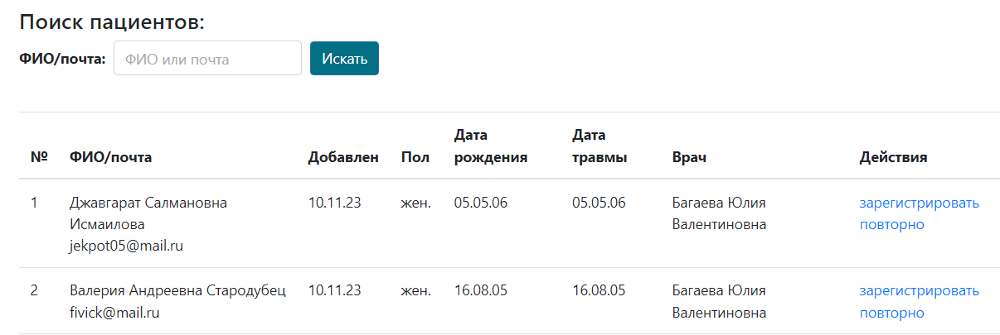 Поиск пациентов:
ФИО/почта: ФИО или почта Искать
№ ФИО/почта Добавлен Пол Дата рождения Дата травмы Врач Действия
1 Джавгарат Салмановна Исмаилова jekpot05@mail.ru 10.11.23 жен. 05.05.06 05.05.06 Багаева Юлия Валентиновна зарегистрировать повторно
2 Валерия Андреевна Стародубец fivick@mail.ru 10.11.23 жен. 16.08.05 16.08.05 Багаева Юлия Валентиновна зарегистрировать повторно